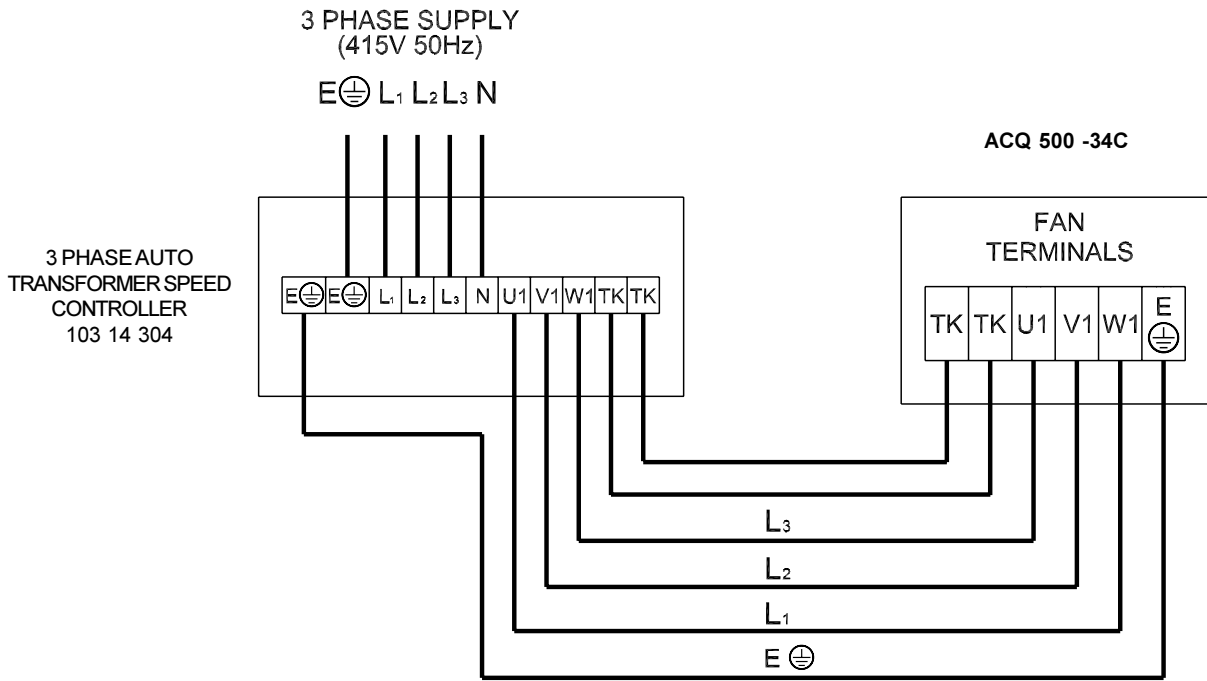 3 PHASE SUPPLY
(415V 50Hz)
E L1 L2 L3 N
ACQ 500 -34C
3 PHASE AUTO
TRANSFORMER SPEED
CONTROLLER
103 14 304
E E L1 L2 L3 N U1 V1 W1 TK TK
FAN
TERMINALS
TK TK U1 V1 W1 E
L3
L2
L1
E